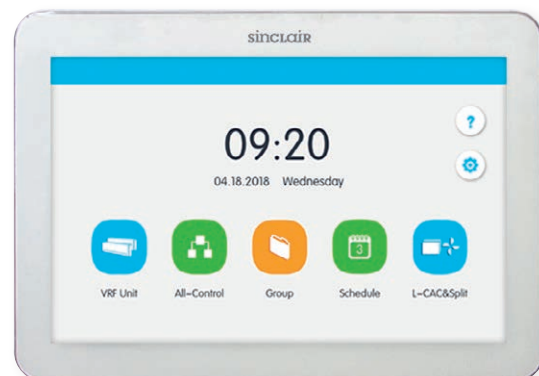 sinclair
09:20
04.18.2018 Wednesday
?
3
VRF Unit All-Control Group Schedule L-CAC&Split